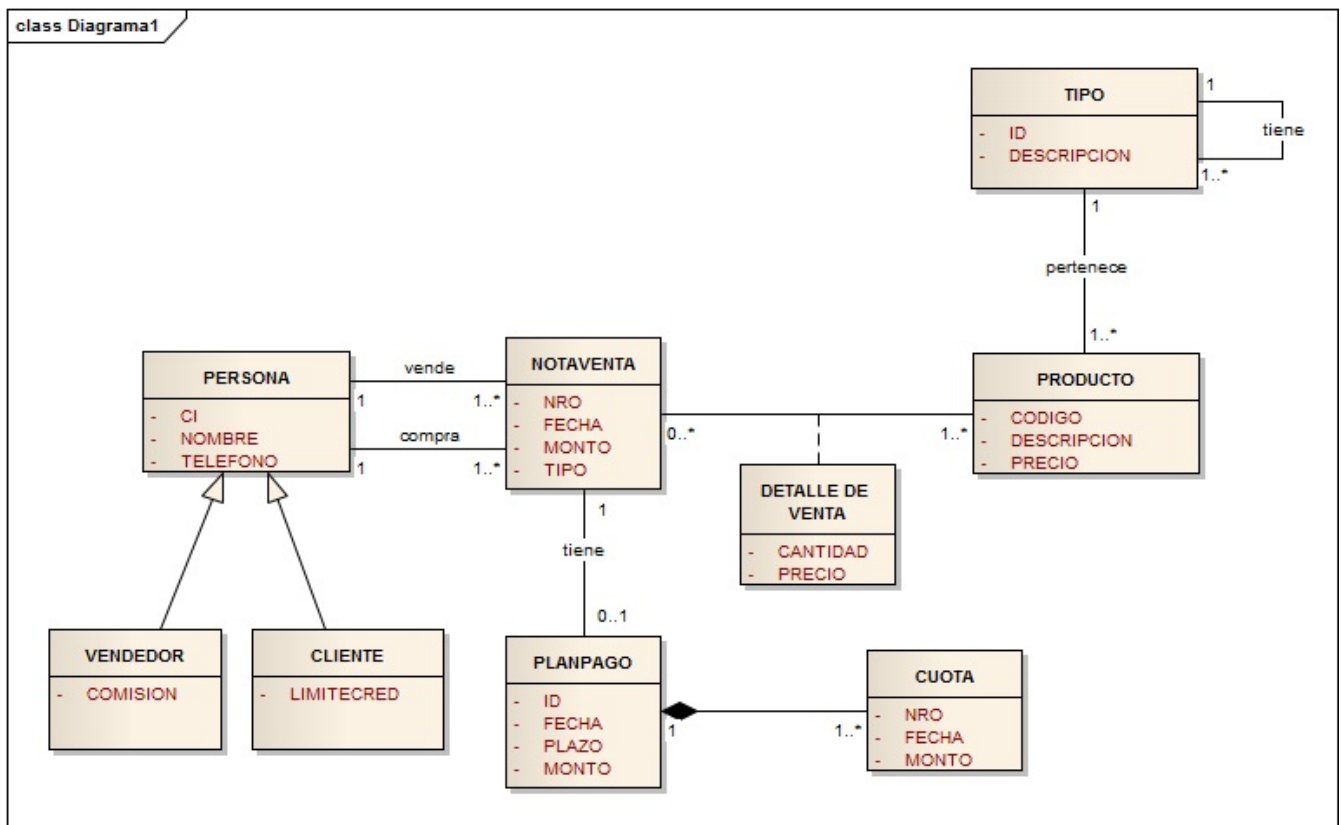 class Diagrama1
TIPO
- ID
- DESCRIPCION
1
tiene
1..*
1
pertenece
1..*
PERSONA
- CI
- NOMBRE
- TELEFONO
vende
1
1..*
compra
1
1..*
NOTAVENTA
- NRO
- FECHA
- MONTO
- TIPO
0..*
1..*
PRODUCTO
- CODIGO
- DESCRIPCION
- PRECIO
DETALLE DE
VENTA
- CANTIDAD
- PRECIO
1
tiene
0..1
VENDEDOR
- COMISION
CLIENTE
- LIMITECRED
PLANPAGO
- ID
- FECHA
- PLAZO
- MONTO
1
1..*
CUOTA
- NRO
- FECHA
- MONTO